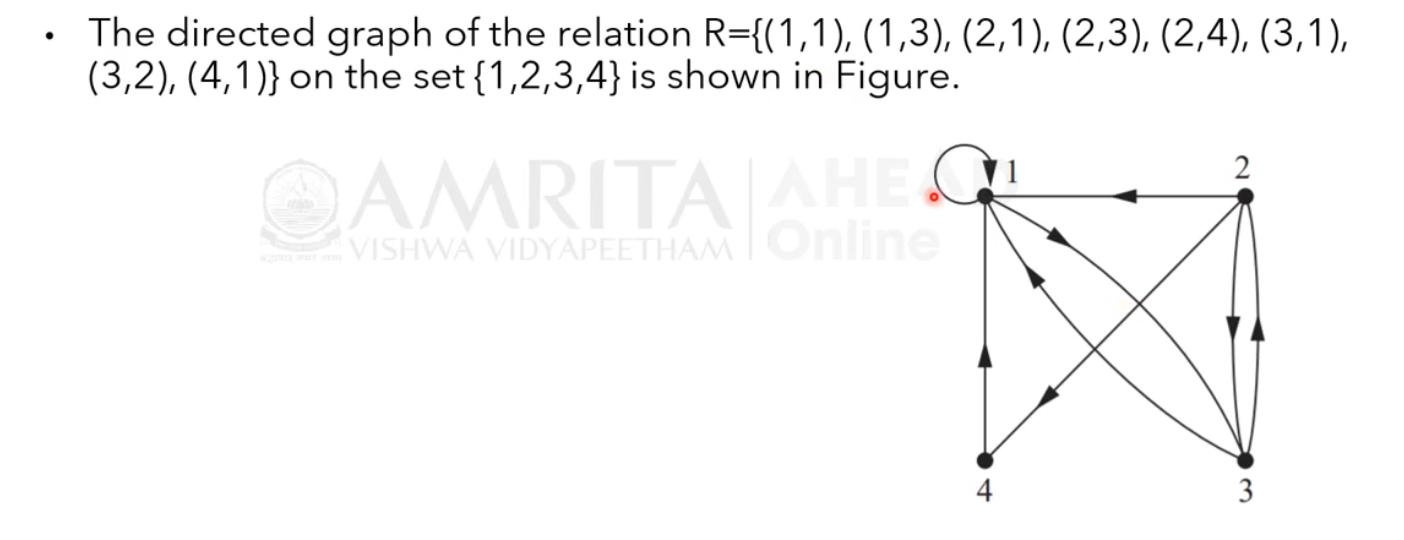 • The directed graph of the relation R={(1,1), (1,3), (2,1), (2,3), (2,4), (3,1),
(3,2), (4,1)} on the set {1,2,3,4} is shown in Figure.
AMRITA
VISHWA VIDYAPEETHAM
AHEAD
Online
1
2
4
3